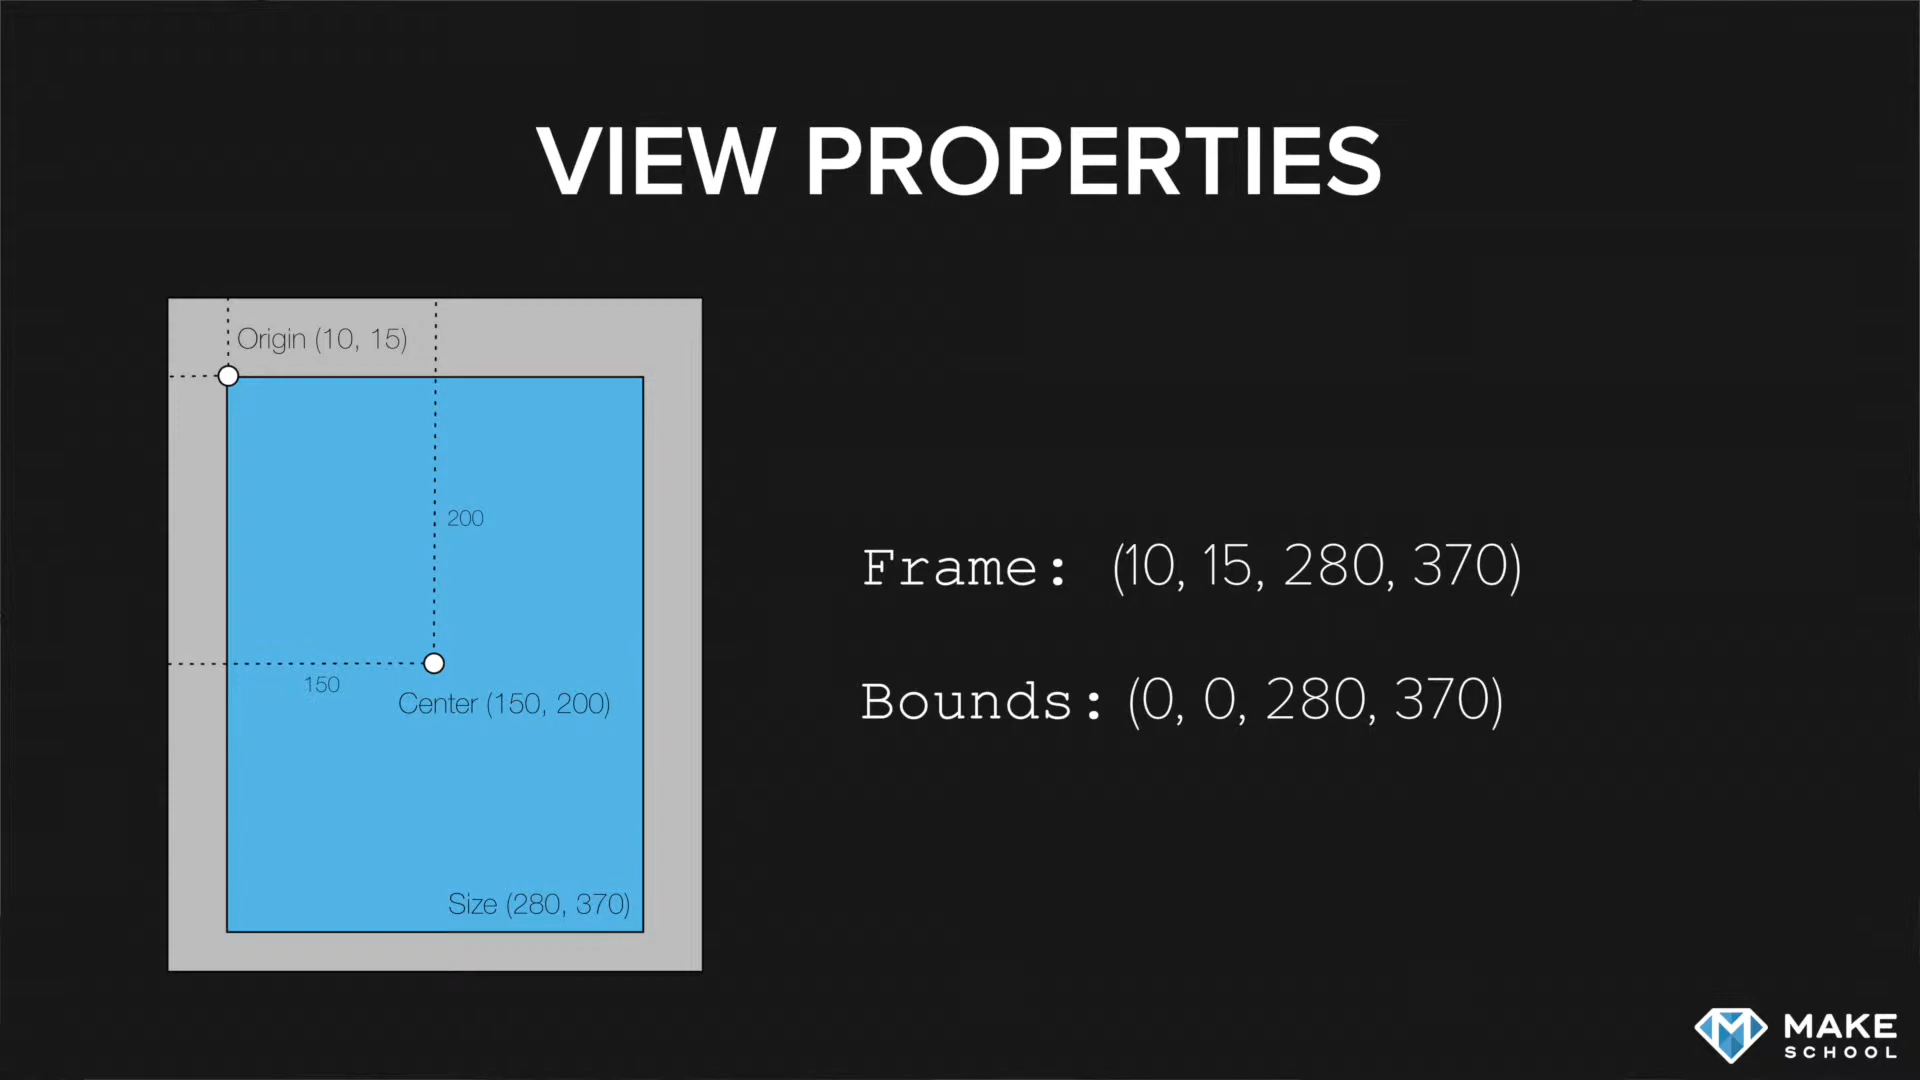 VIEW PROPERTIES
Origin (10, 15)
200
150
Center (150, 200)
Size (280, 370)
Frame: (10, 15, 280, 370)
Bounds: (0, 0, 280, 370)
MAKE
SCHOOL